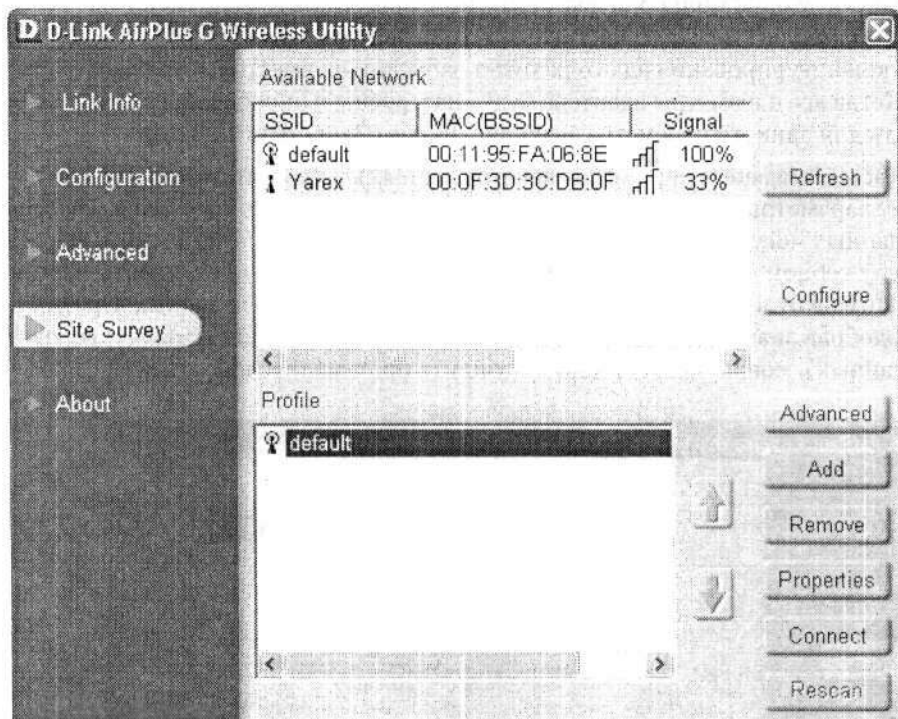 D D-Link AirPlus G Wireless Utility
Link Info
Configuration
Advanced
Site Survey
About
Available Network
SSID MAC(BSSID) Signal
default 00:11:95:FA:06:8E 100%
Yarex 00:0F:3D:3C:DB:0F 33%
Refresh
Configure
Profile
default
Advanced
Add
Remove
Properties
Connect
Rescan